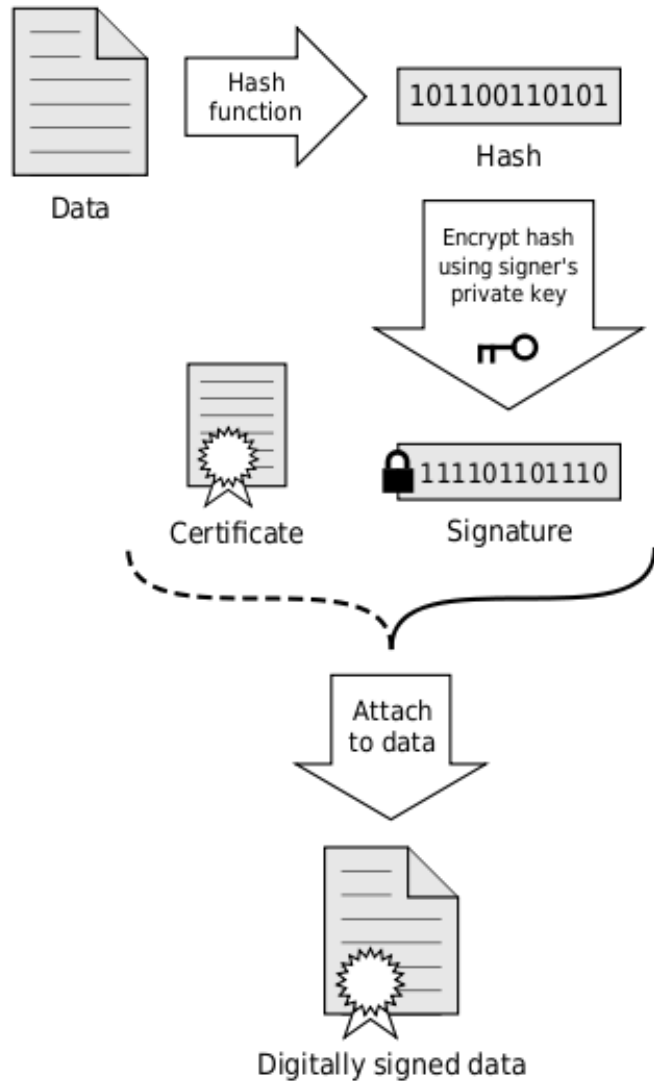 Hash
function
101100110101
Hash
Data
Encrypt hash
using signer's
private key
111101101110
Certificate
Signature
Attach
to data
Digitally signed data